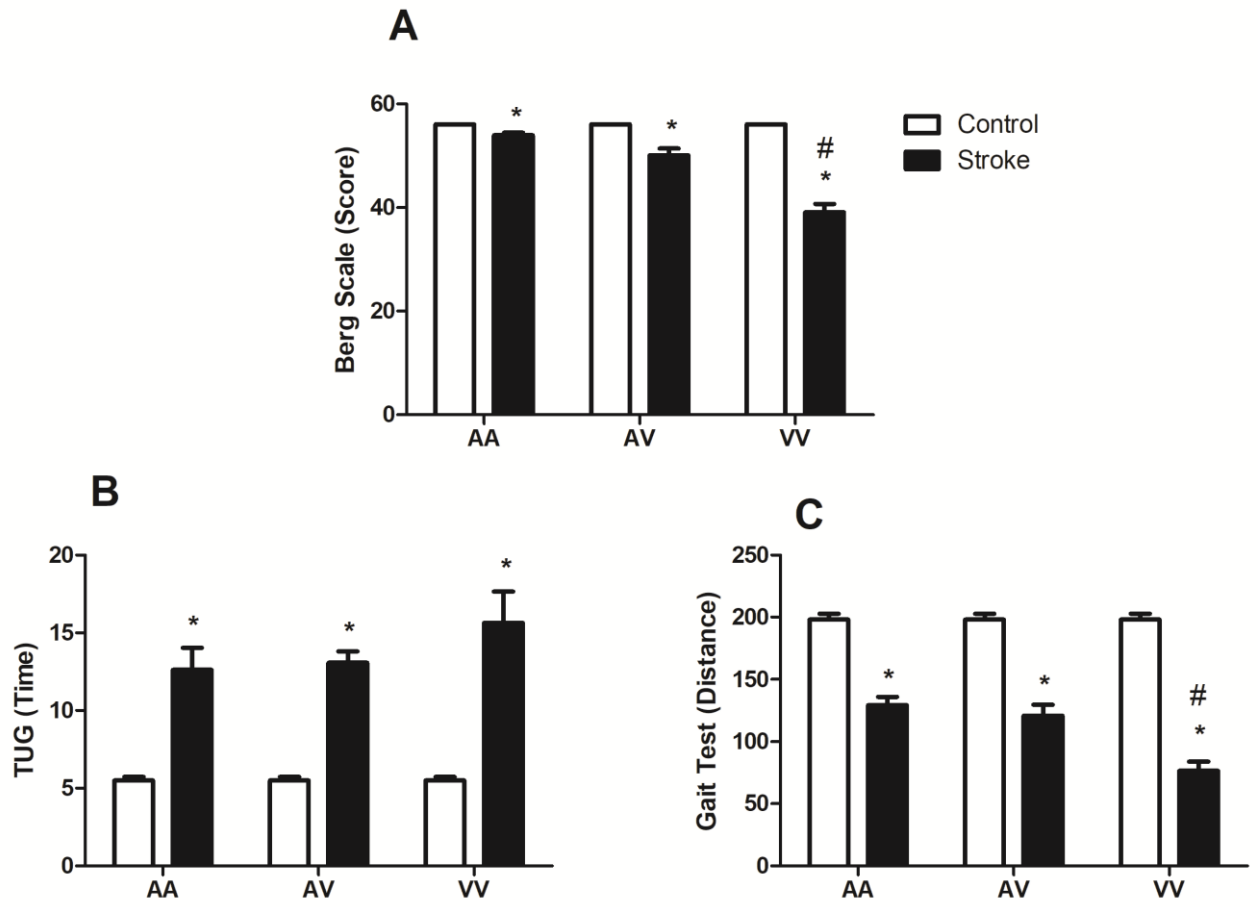 A
Berg Scale (Score)
60
40
20
0
*
*
#
*
AA
AV
VV
Control
Stroke
B
TUG (Time)
20
15
10
5
0
*
*
*
AA
AV
VV
C
Gait Test (Distance)
250
200
150
100
50
0
*
*
#
*
AA
AV
VV